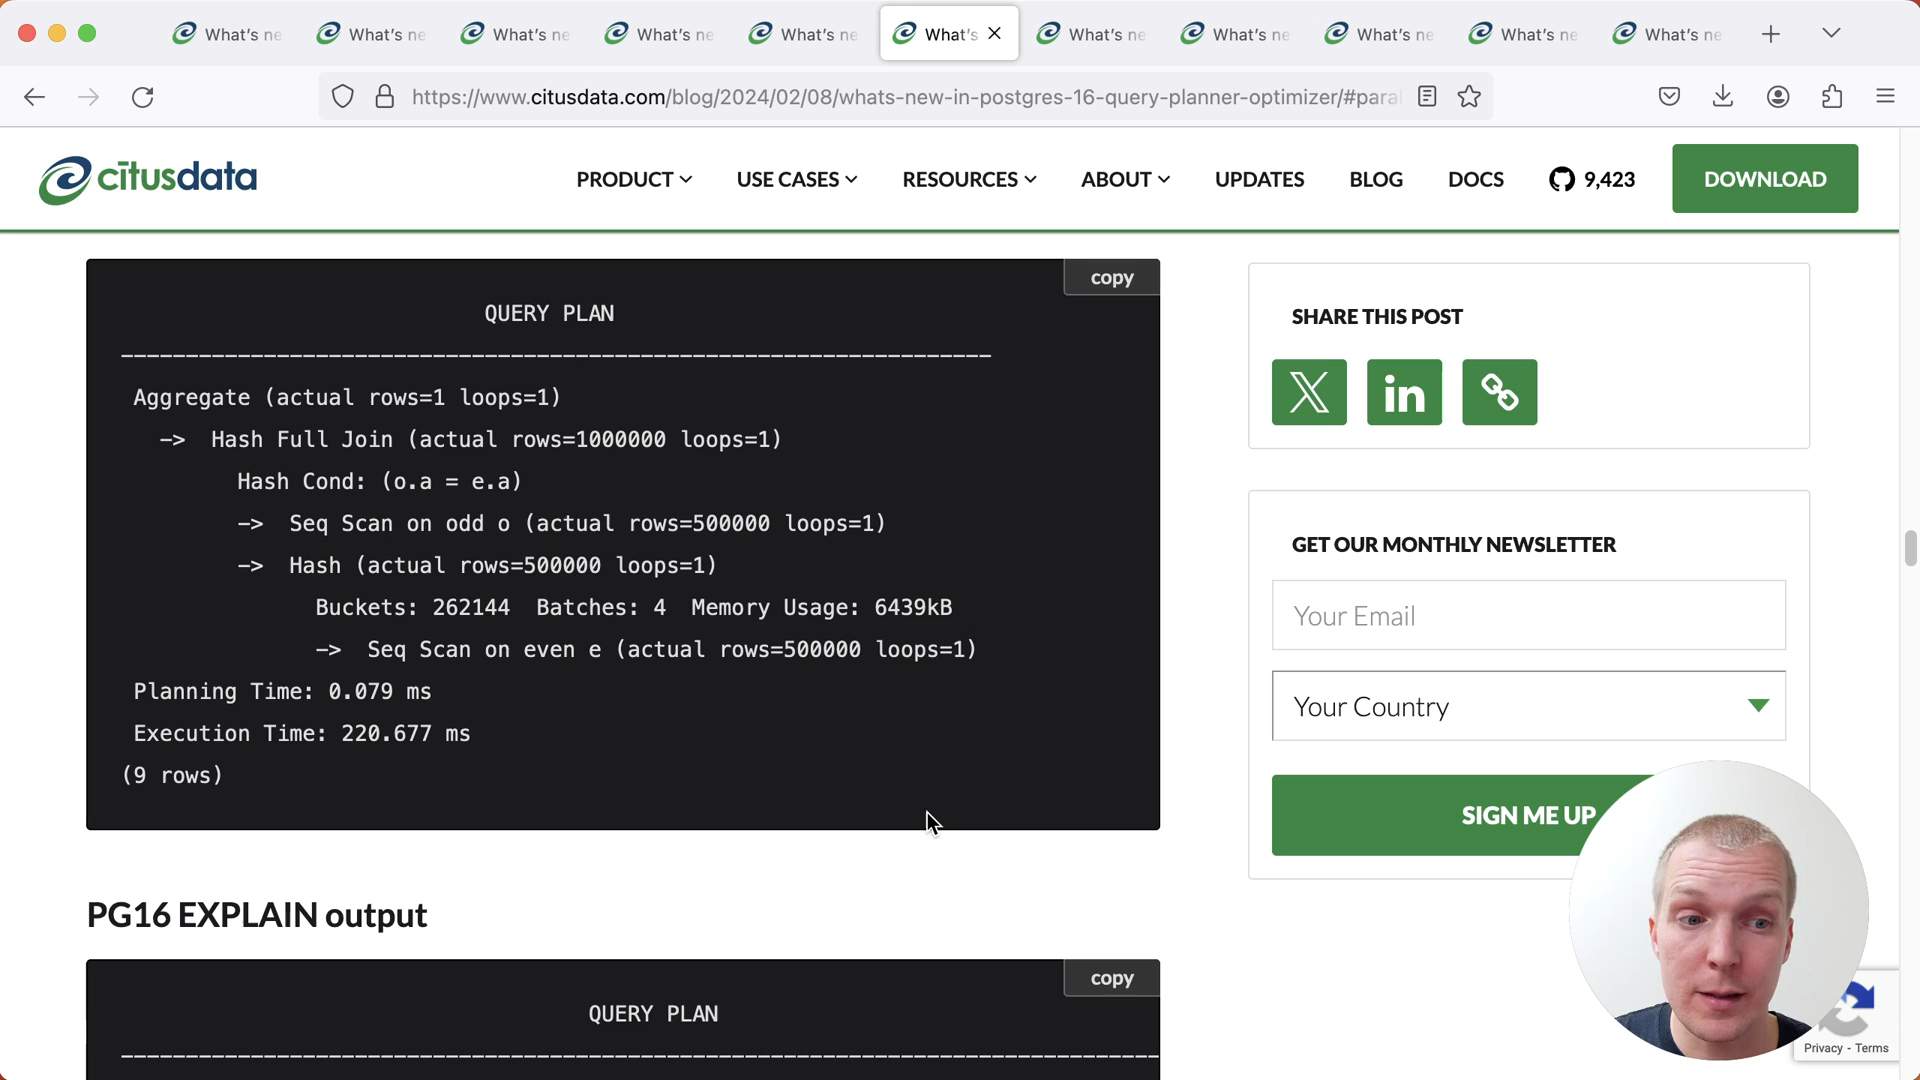 What's ne
What's ne
What's ne
What's ne
What's ne
What's
What's ne
What's ne
What's ne
What's ne
What's ne
https://www.citusdata.com/blog/2024/02/08/whats-new-in-postgres-16-query-planner-optimizer/#paral
citusdata
PRODUCT
USE CASES
RESOURCES
ABOUT
UPDATES
BLOG
DOCS
9,423
DOWNLOAD
copy
QUERY PLAN
-------------------------------------------------------------------
Aggregate (actual rows=1 loops=1)
-> Hash Full Join (actual rows=1000000 loops=1)
Hash Cond: (o.a = e.a)
-> Seq Scan on odd o (actual rows=500000 loops=1)
-> Hash (actual rows=500000 loops=1)
Buckets: 262144 Batches: 4 Memory Usage: 6439kB
-> Seq Scan on even e (actual rows=500000 loops=1)
Planning Time: 0.079 ms
Execution Time: 220.677 ms
(9 rows)
PG16 EXPLAIN output
copy
QUERY PLAN
--------------------------------------------------------------------------------
SHARE THIS POST
in
GET OUR MONTHLY NEWSLETTER
Your Email
Your Country
SIGN ME UP
Privacy - Terms